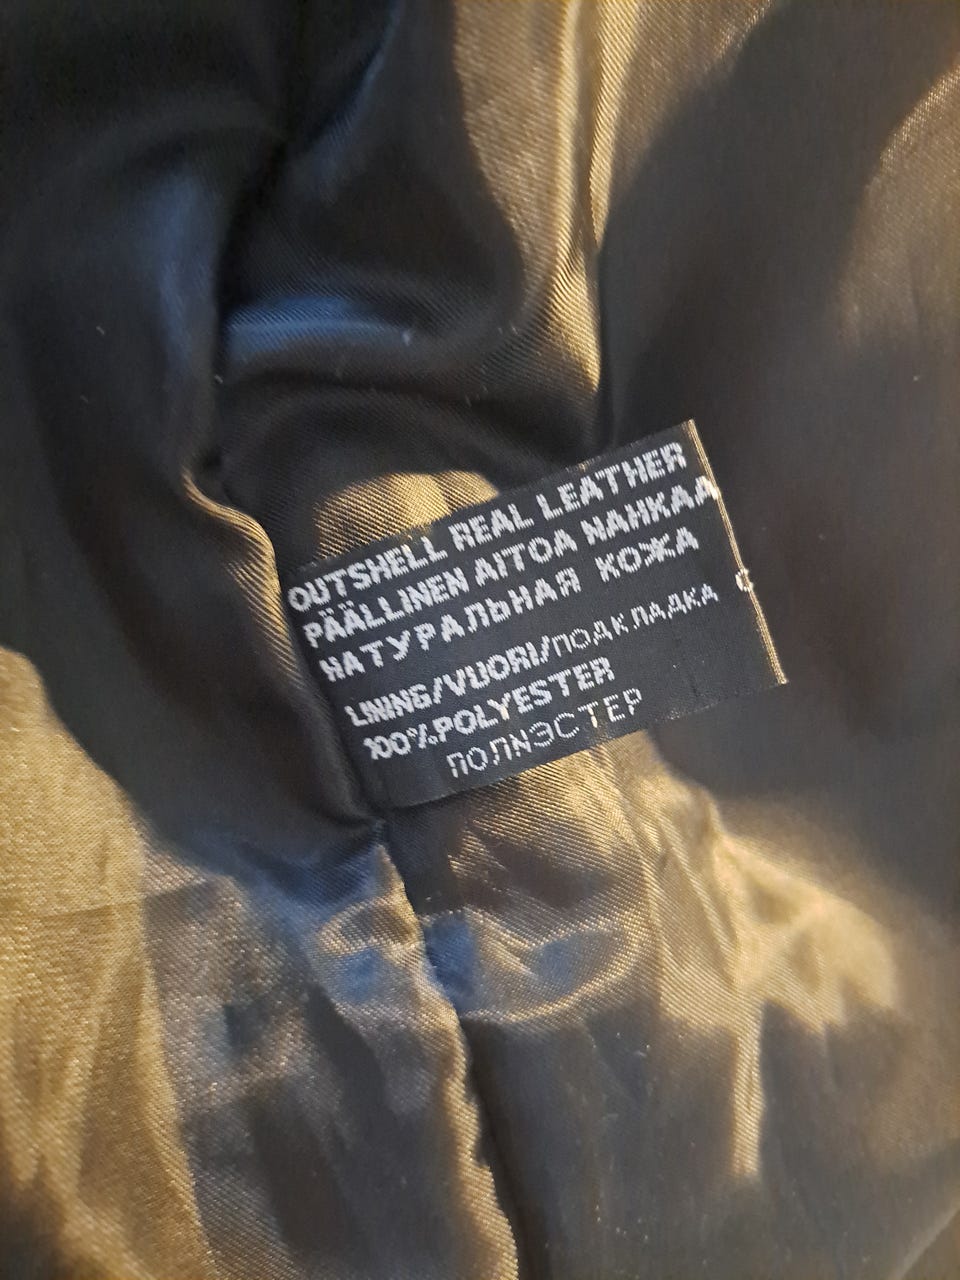 OUTSHELL REAL LEATHER
PÄÄLLINEN AITOA NAHKAA
НАТУРАЛЬНАЯ КОЖА
LINING/VUORI/ПОДКЛАДКА
100%POLYESTER
ПОЛИЭСТЕР